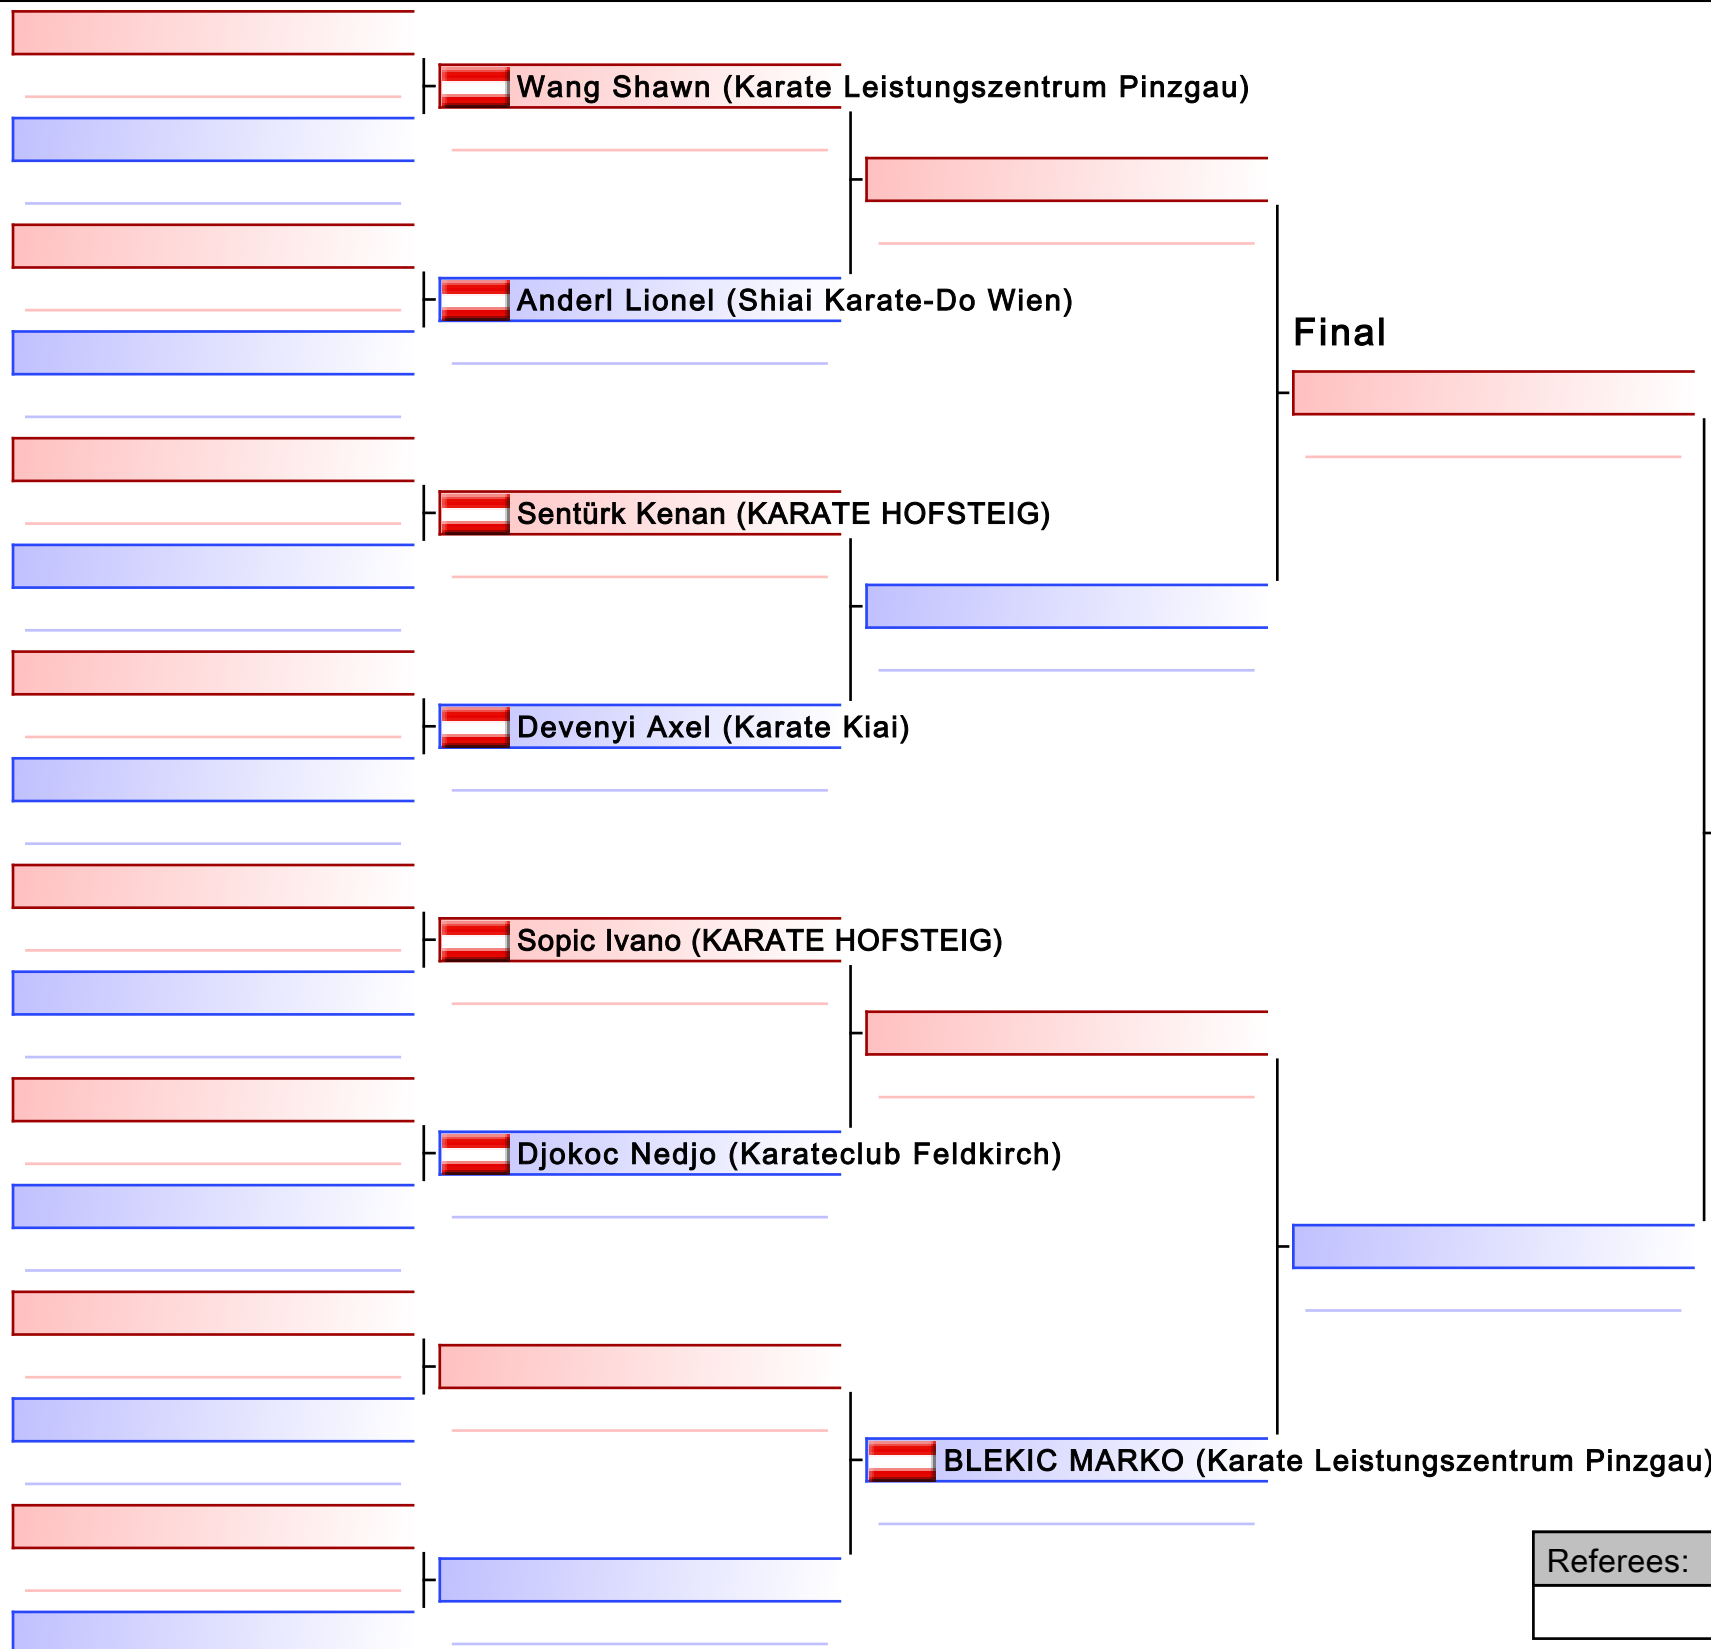 Wang Shawn (Karate Leistungszentrum Pinzgau)
Anderl Lionel (Shiai Karate-Do Wien)
Final
Sentürk Kenan (KARATE HOFSTEIG)
Devenyi Axel (Karate Kiai)
Sopic Ivano (KARATE HOFSTEIG)
Djokoc Nedjo (Karateclub Feldkirch)
BLEKIC MARKO (Karate Leistungszentrum Pinzgau)
Referees: